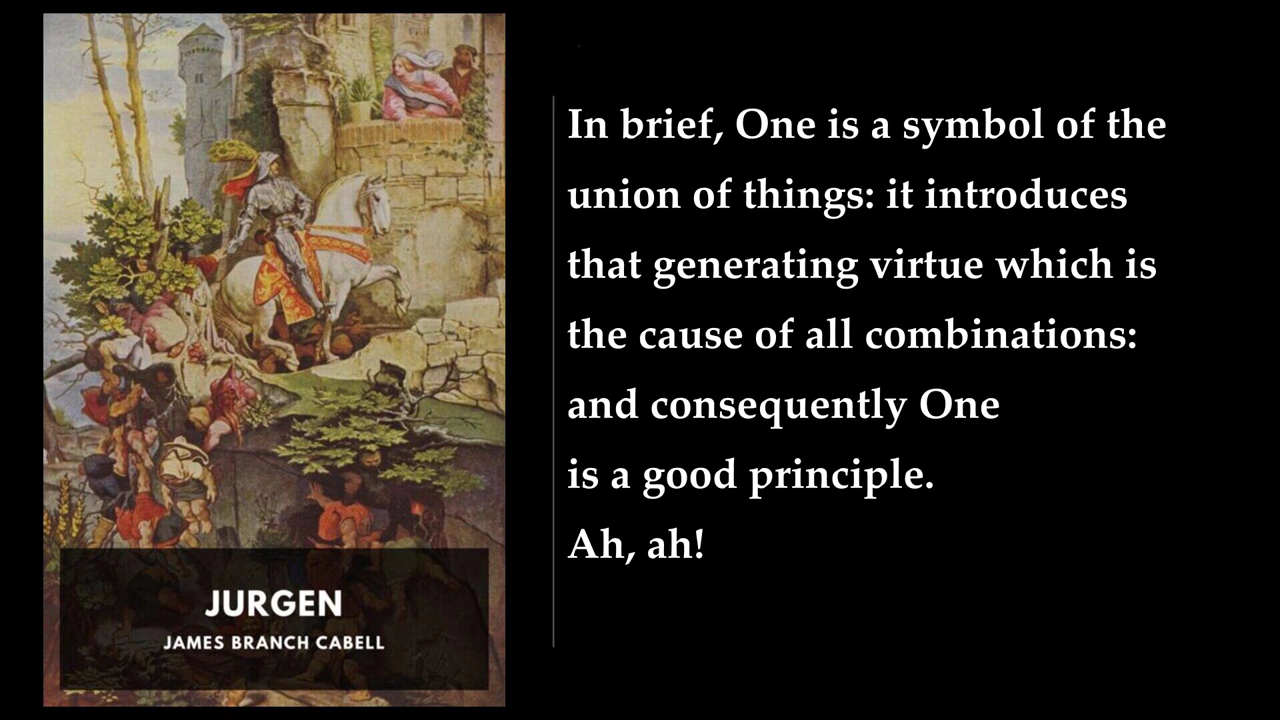 JURGEN
JAMES BRANCH CABELL
In brief, One is a symbol of the
union of things: it introduces
that generating virtue which is
the cause of all combinations:
and consequently One
is a good principle.
Ah, ah!